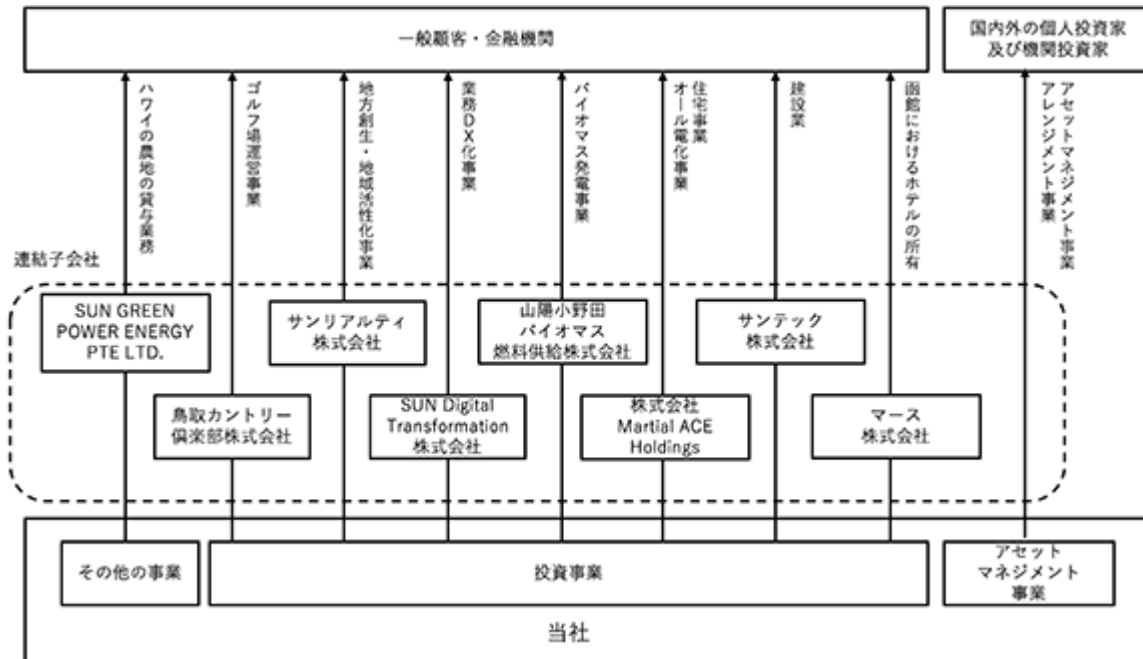 一般顧客・金融機関
国内外の個人投資家
及び機関投資家
ハワイの農地の貸与業務
ゴルフ場運営事業
地方創生・地域活性化事業
業務DX化事業
バイオマス発電事業
住宅事業
オール電化事業
建設業
函館におけるホテルの所有
アセットマネジメント事業
アレンジメント事業
連結子会社
SUN GREEN
POWER ENERGY
PTE LTD.
サンリアルティ
株式会社
山陽小野田
バイオマス
燃料供給株式会社
サンテック
株式会社
鳥取カントリー
倶楽部株式会社
SUN Digital
Transformation
株式会社
株式会社
Martial ACE
Holdings
マース
株式会社
その他の事業
投資事業
アセット
マネジメント
事業
当社